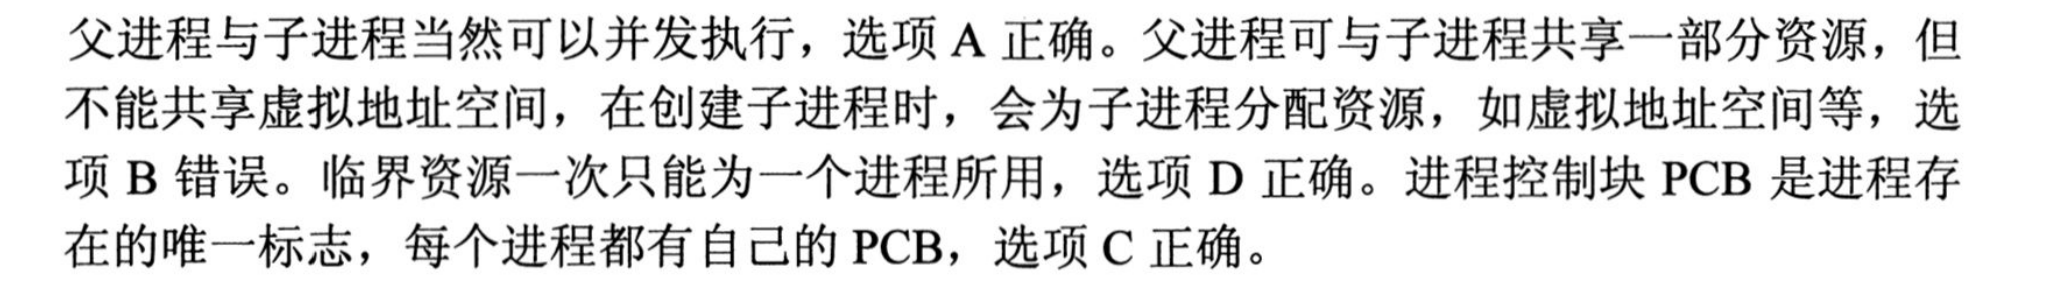 父进程与子进程当然可以并发执行，选项 A 正确。父进程可与子进程共享一部分资源，但
不能共享虚拟地址空间，在创建子进程时，会为子进程分配资源，如虚拟地址空间等，选
项 B 错误。临界资源一次只能为一个进程所用，选项 D 正确。进程控制块 PCB 是进程存
在的唯一标志，每个进程都有自己的 PCB，选项 C 正确。